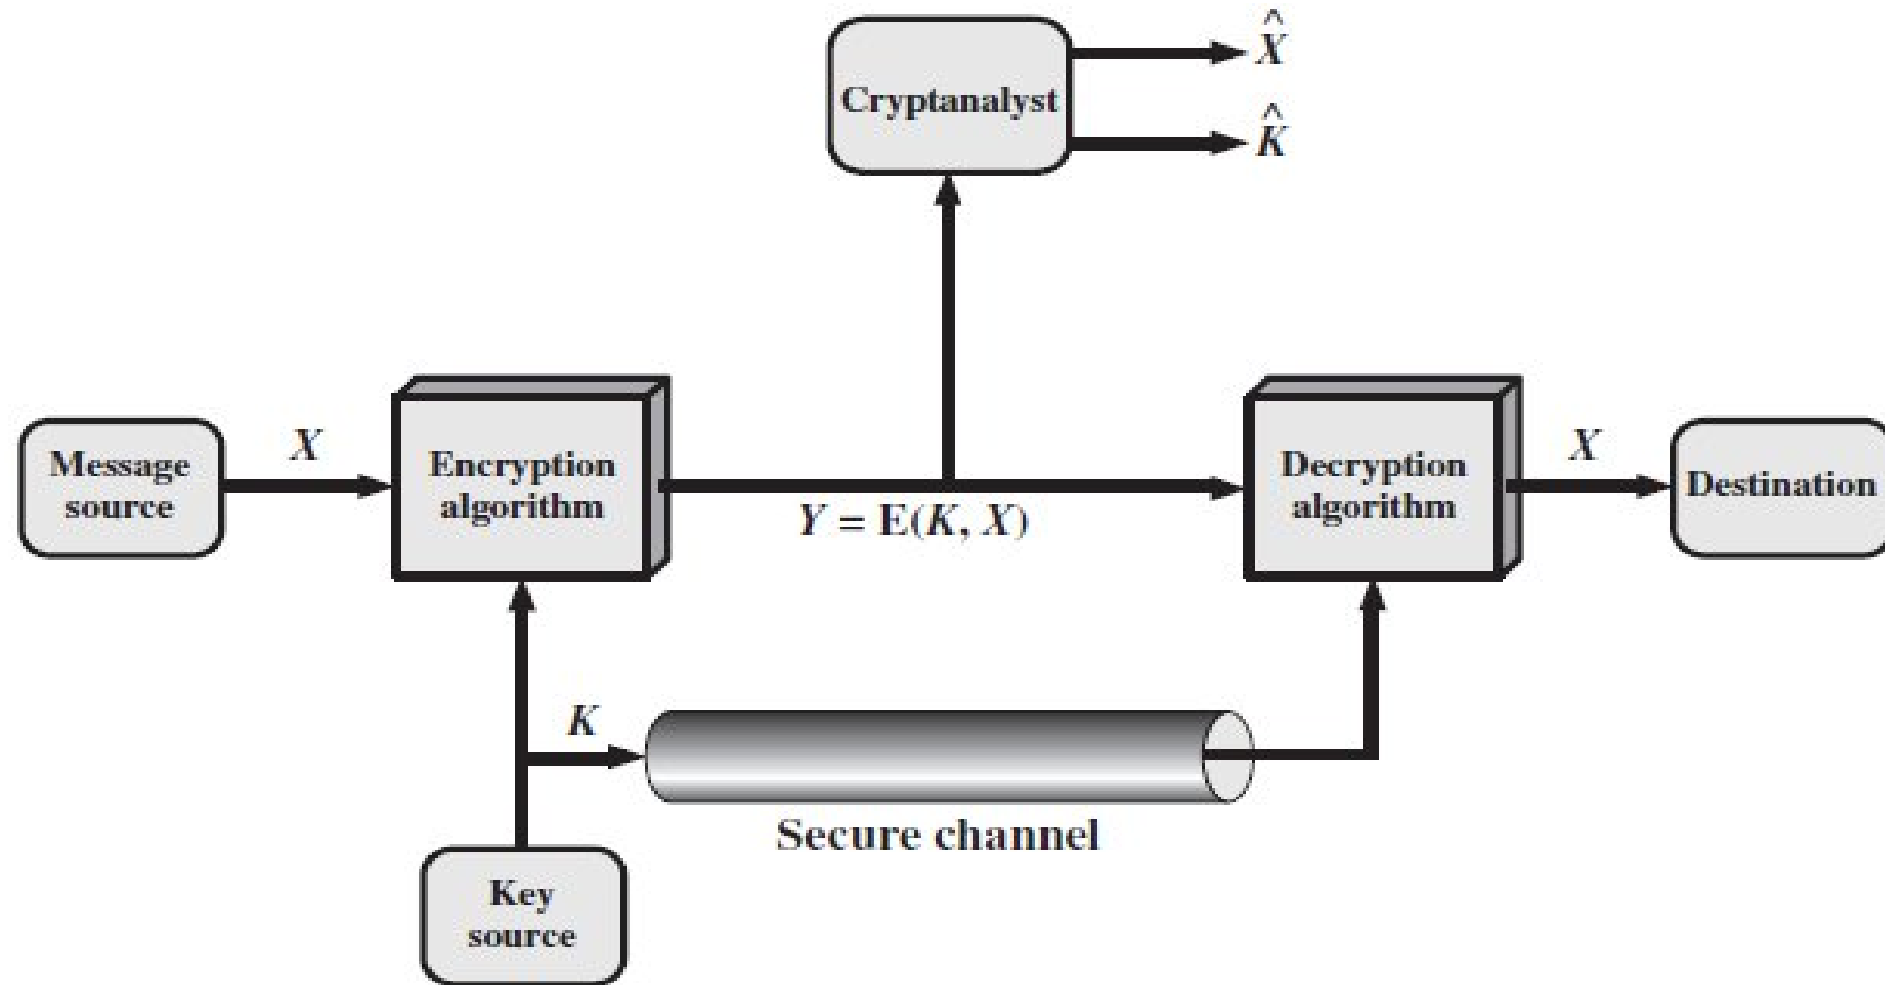 X̂
Cryptanalyst
K̂
Message
source
X
Encryption
algorithm
Y = E(K, X)
Decryption
algorithm
X
Destination
K
Secure channel
Key
source